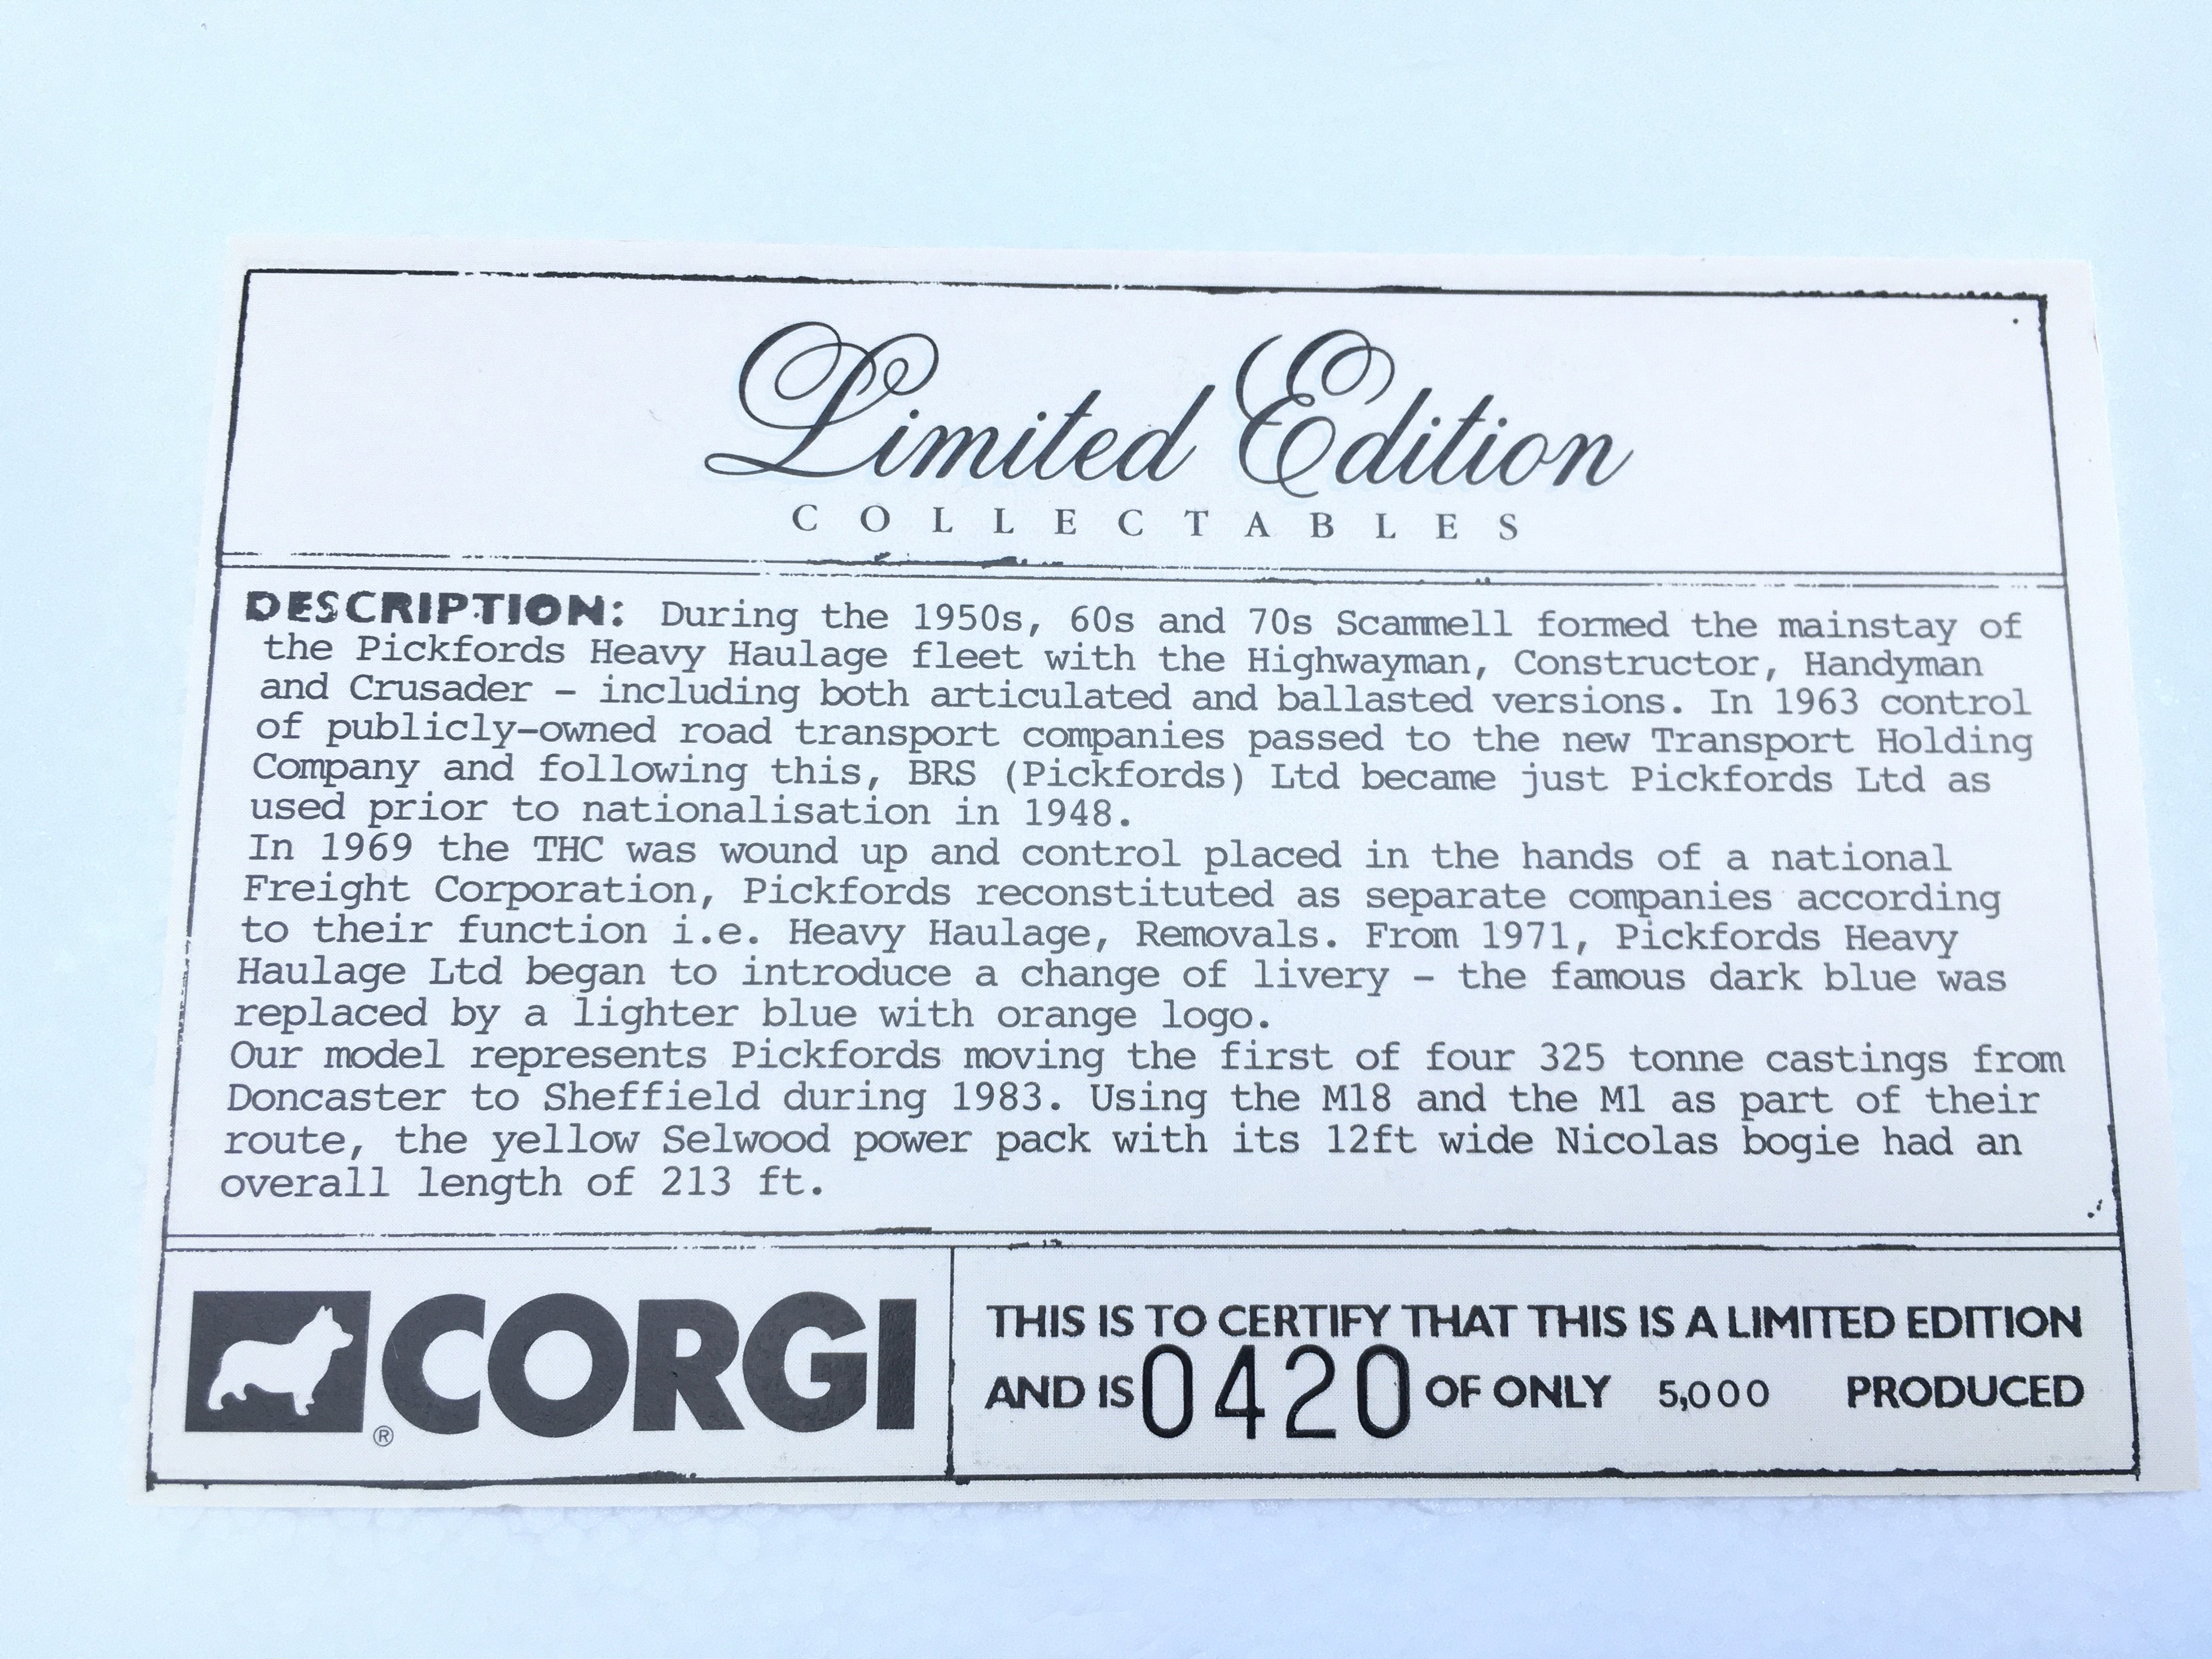 Limited Edition
COLLECTABLES
DESCRIPTION: During the 1950s, 60s and 70s Scammell formed the mainstay of
the Pickfords Heavy Haulage fleet with the Highwayman, Constructor, Handyman
and Crusader – including both articulated and ballasted versions. In 1963 control
of publicly-owned road transport companies passed to the new Transport Holding
Company and following this, BRS (Pickfords) Ltd became just Pickfords Ltd as
used prior to nationalisation in 1948.
In 1969 the THC was wound up and control placed in the hands of a national
Freight Corporation, Pickfords reconstituted as separate companies according
to their function i.e. Heavy Haulage, Removals. From 1971, Pickfords Heavy
Haulage Ltd began to introduce a change of livery – the famous dark blue was
replaced by a lighter blue with orange logo.
Our model represents Pickfords moving the first of four 325 tonne castings from
Doncaster to Sheffield during 1983. Using the M18 and the M1 as part of their
route, the yellow Selwood power pack with its 12ft wide Nicolas bogie had an
overall length of 213 ft.
® CORGI
THIS IS TO CERTIFY THAT THIS IS A LIMITED EDITION
AND IS 0420 OF ONLY 5,000 PRODUCED